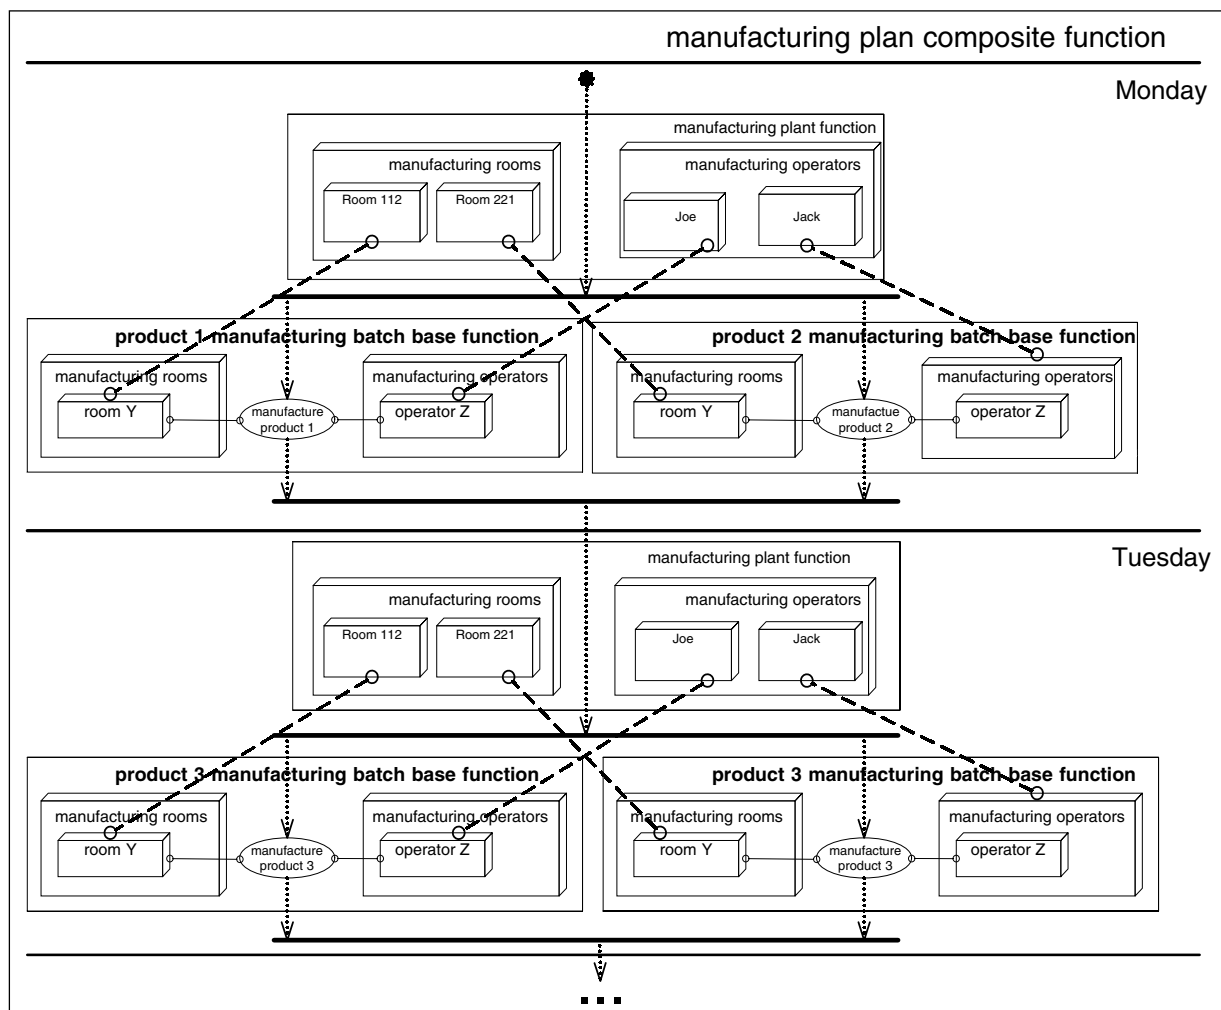 manufacturing plan composite function
Monday
manufacturing plant function
manufacturing rooms
manufacturing operators
Room 112
Room 221
Joe
Jack
product 1 manufacturing batch base function
product 2 manufacturing batch base function
manufacturing rooms
manufacturing operators
manufacturing rooms
manufacturing operators
room Y
manufacture
product 1
operator Z
room Y
manufactue
product 2
operator Z
Tuesday
manufacturing plant function
manufacturing rooms
manufacturing operators
Room 112
Room 221
Joe
Jack
product 3 manufacturing batch base function
product 3 manufacturing batch base function
manufacturing rooms
manufacturing operators
manufacturing rooms
manufacturing operators
room Y
manufacture
product 3
operator Z
room Y
manufacture
product 3
operator Z
...